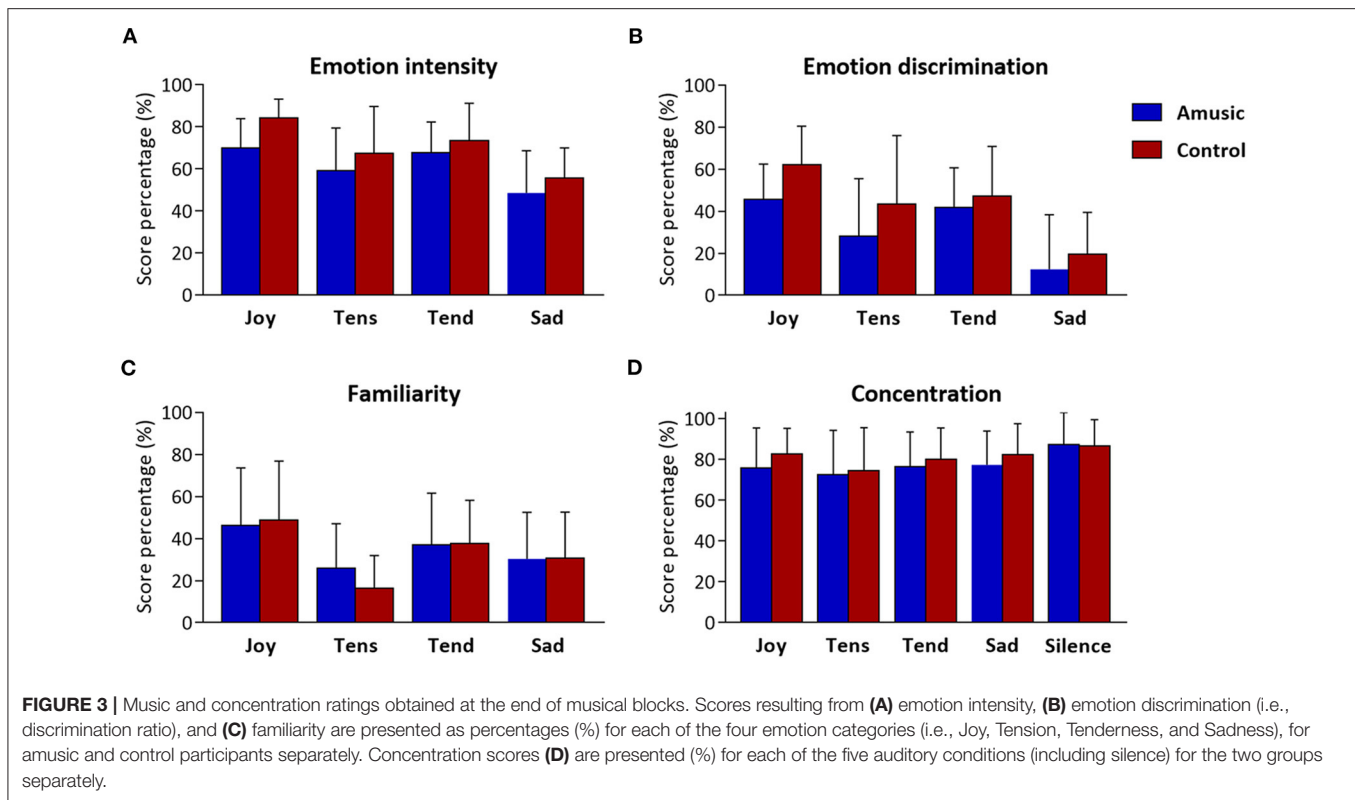 A
Emotion intensity
Score percentage (%)
100
80
60
40
20
0
Joy Tens Tend Sad
B
Emotion discrimination
Score percentage (%)
100
80
60
40
20
0
Joy Tens Tend Sad
Amusic
Control
C
Familiarity
Score percentage (%)
100
80
60
40
20
0
Joy Tens Tend Sad
D
Concentration
Score percentage (%)
100
80
60
40
20
0
Joy Tens Tend Sad Silence
FIGURE 3 | Music and concentration ratings obtained at the end of musical blocks. Scores resulting from (A) emotion intensity, (B) emotion discrimination (i.e.,
discrimination ratio), and (C) familiarity are presented as percentages (%) for each of the four emotion categories (i.e., Joy, Tension, Tenderness, and Sadness), for
amusic and control participants separately. Concentration scores (D) are presented (%) for each of the five auditory conditions (including silence) for the two groups
separately.